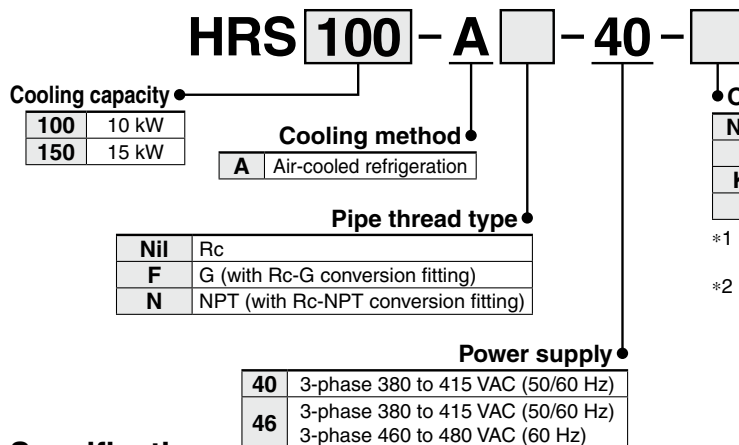 HRS 100 - A - 40 -
Cooling capacity
100 10 kW
150 15 kW
Cooling method
A Air-cooled refrigeration
Pipe thread type
Nil Rc
F G (with Rc-G conversion fitting)
N NPT (with Rc-NPT conversion fitting)
Power supply
40 3-phase 380 to 415 VAC (50/60 Hz)
46 3-phase 380 to 415 VAC (50/60 Hz)
3-phase 460 to 480 VAC (60 Hz)
*1
*2